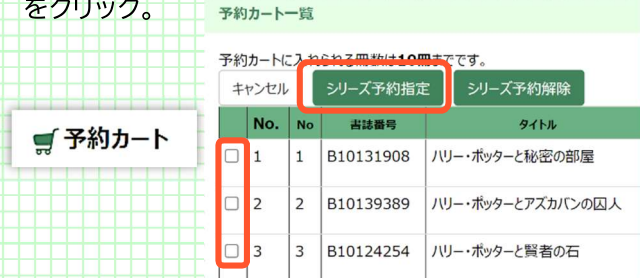 をクリック。
予約カート
予約カート一覧
予約カートに入れられる冊数は10冊までです。
キャンセル シリーズ予約指定 シリーズ予約解除
No. No 書誌番号 タイトル
1 1 B10131908 ハリー・ポッターと秘密の部屋
2 2 B10139389 ハリー・ポッターとアズカバンの囚人
3 3 B10124254 ハリー・ポッターと賢者の石